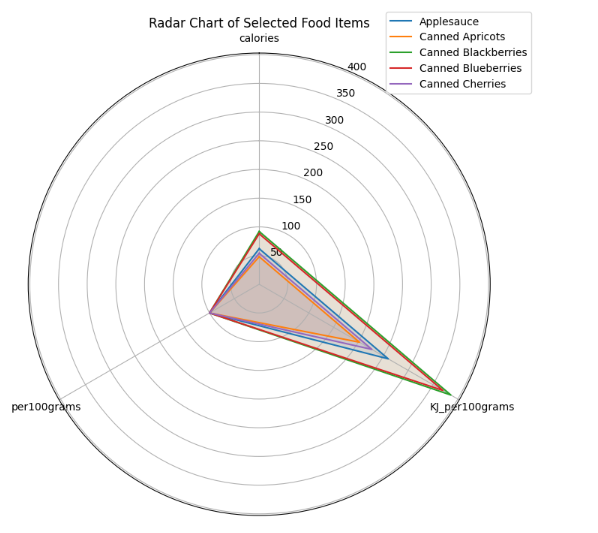 Radar Chart of Selected Food Items
Applesauce
Canned Apricots
Canned Blackberries
Canned Blueberries
Canned Cherries
calories
400
350
300
250
200
150
100
50
per100grams
KJ_per100grams